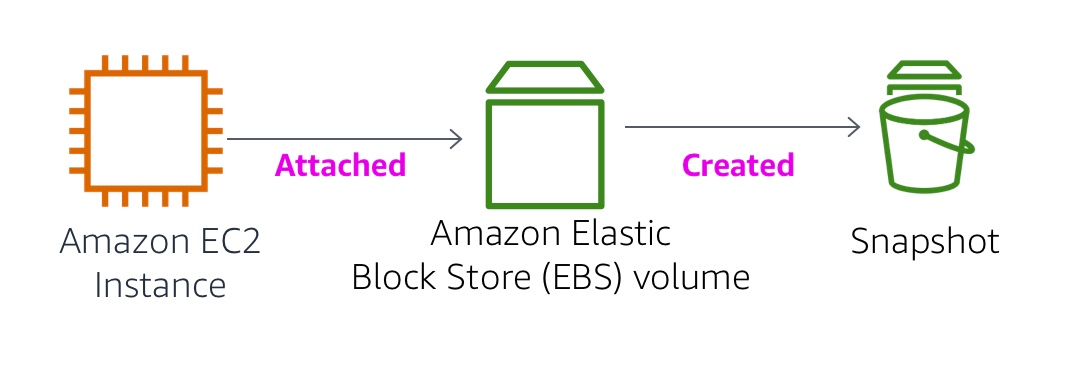 Attached
Created
Amazon EC2
Instance
Amazon Elastic
Block Store (EBS) volume
Snapshot